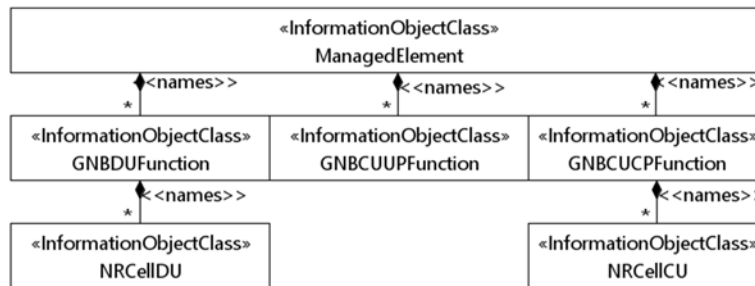 «InformationObjectClass»
ManagedElement
<<names>>
<<names>>
<<names>>
*
*
*
«InformationObjectClass»
GNBDUFunction
«InformationObjectClass»
GNBCUUPFunction
«InformationObjectClass»
GNBCUCPFunction
<<names>>
<<names>>
*
*
«InformationObjectClass»
NRCellDU
«InformationObjectClass»
NRCellCU